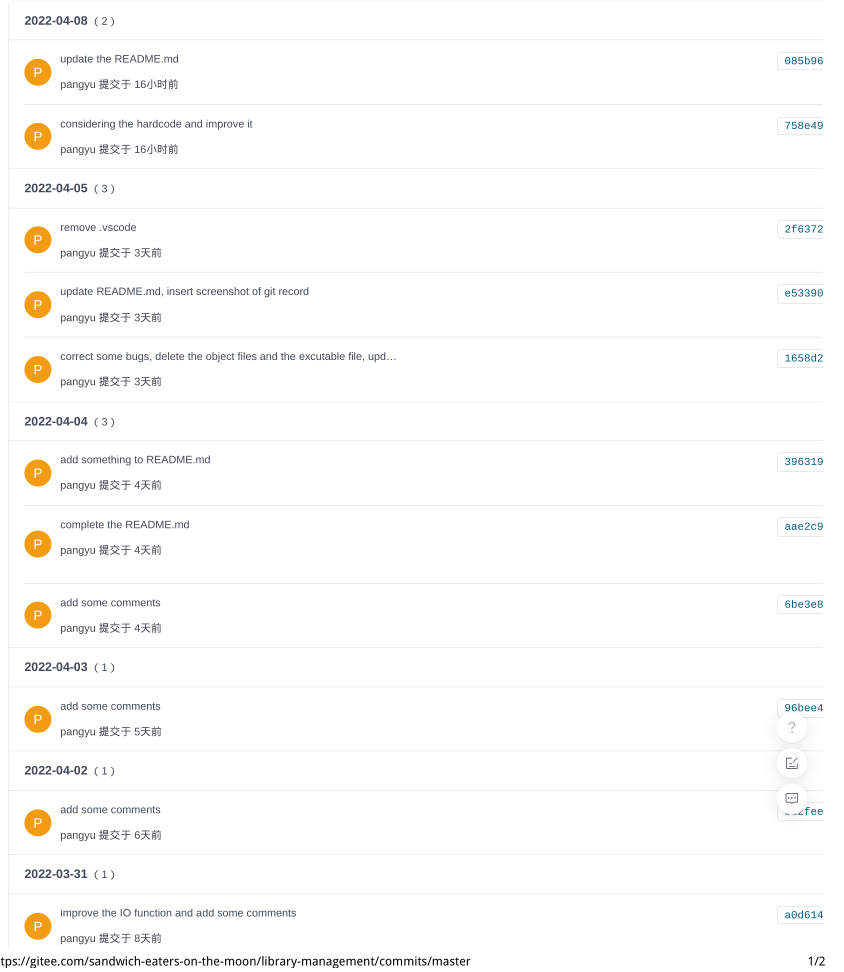 2022-04-08 ( 2 )
P
update the README.md
085b96
pangyu 提交于 16小时前
P
considering the hardcode and improve it
758e49
pangyu 提交于 16小时前
2022-04-05 ( 3 )
P
remove .vscode
2f6372
pangyu 提交于 3天前
P
update README.md, insert screenshot of git record
e53390
pangyu 提交于 3天前
P
correct some bugs, delete the object files and the excutable file, upd…
1658d2
pangyu 提交于 3天前
2022-04-04 ( 3 )
P
add something to README.md
396319
pangyu 提交于 4天前
P
complete the README.md
aae2c9
pangyu 提交于 4天前
P
add some comments
6be3e8
pangyu 提交于 4天前
2022-04-03 ( 1 )
P
add some comments
96bee4
pangyu 提交于 5天前
?
2022-04-02 ( 1 )
P
add some comments
pangyu 提交于 6天前
2022-03-31 ( 1 )
P
improve the IO function and add some comments
a0d614
pangyu 提交于 8天前
tps://gitee.com/sandwich-eaters-on-the-moon/library-management/commits/master
1/2